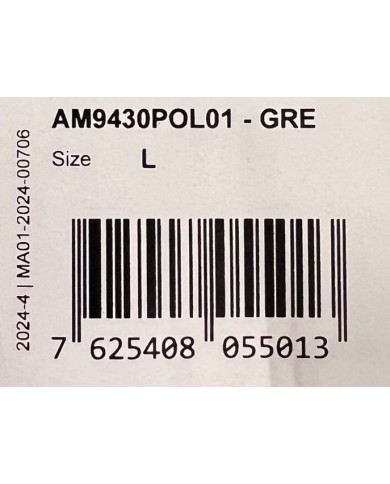 AM9430POL01 - GRE
Size L
2024-4 | MA01-2024-00706
7 625408 055013